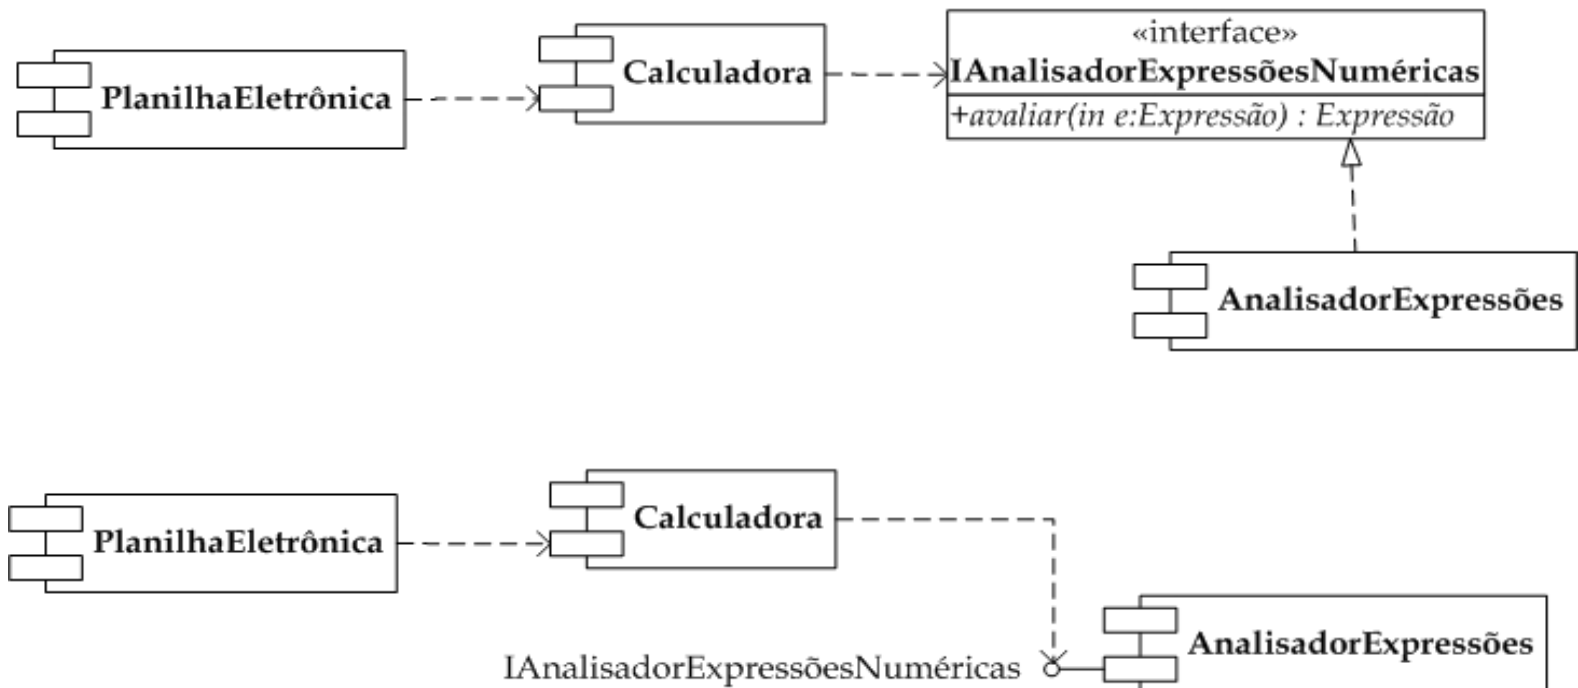 PlanilhaEletrônica
Calculadora
«interface»
IAnalisadorExpressõesNuméricas
+avaliar(in e:Expressão) : Expressão
AnalisadorExpressões
PlanilhaEletrônica
Calculadora
AnalisadorExpressões
IAnalisadorExpressõesNuméricas